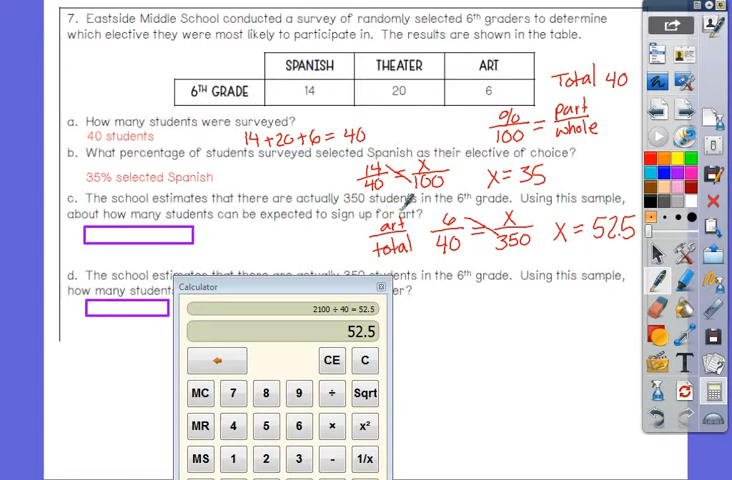 7. Eastside Middle School conducted a survey of randomly selected 6th graders to determine
which elective they were most likely to participate in. The results are shown in the table.
SPANISH THEATER ART
6TH GRADE 14 20 6
Total 40
% / 100 = part / whole
a. How many students were surveyed?
40 students
14+20+6=40
b. What percentage of students surveyed selected Spanish as their elective of choice?
35% selected Spanish
14/40 = x/100 x = 35
c. The school estimates that there are actually 350 students in the 6th grade. Using this sample,
about how many students can be expected to sign up for art?
art/total 6/40 = x/350 x = 52.5
d. The school estimates that there are actually 350 students in the 6th grade. Using this sample,
how many
Calculator
2100 ÷ 40 = 52.5
52.5
CE C
MC 7 8 9 ÷ Sqrt
MR 4 5 6 × x²
MS 1 2 3 - 1/x
T